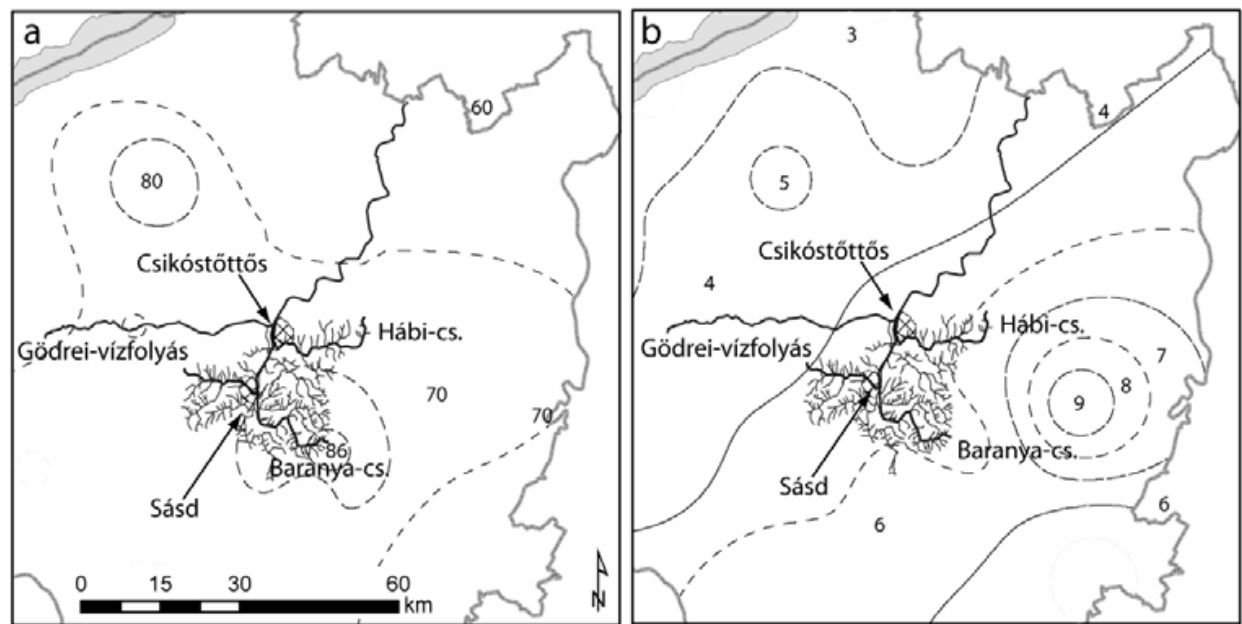 a
60
80
Csikóstőttős
Hábi-cs.
Gödrei-vízfolyás
70
70
86
Baranya-cs.
Sásd
0 15 30 60
km
N
b
3
4
5
Csikóstőttős
4
Hábi-cs.
Gödrei-vízfolyás
7
8
9
Baranya-cs.
Sásd
6
6